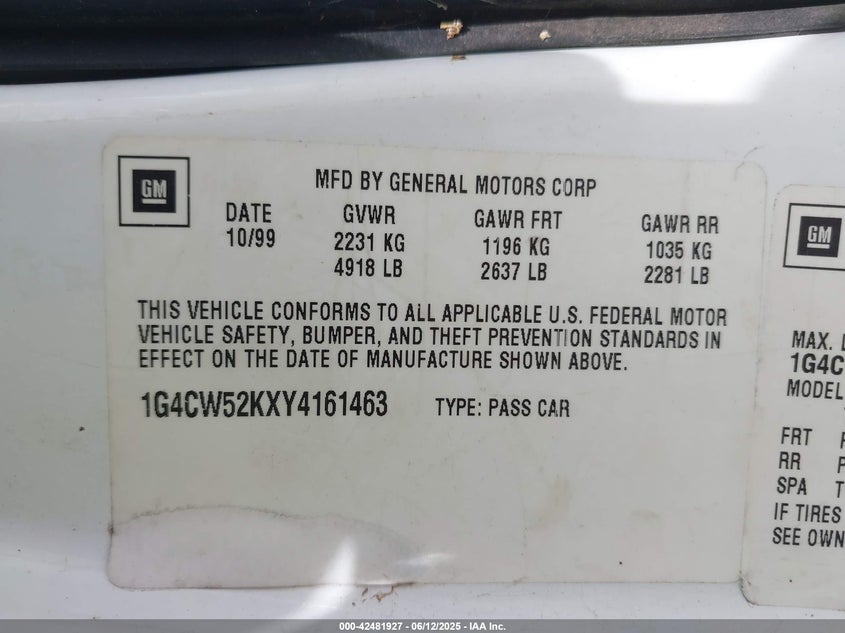 GM
MFD BY GENERAL MOTORS CORP
DATE GVWR GAWR FRT GAWR RR
10/99 2231 KG 1196 KG 1035 KG
4918 LB 2637 LB 2281 LB
THIS VEHICLE CONFORMS TO ALL APPLICABLE U.S. FEDERAL MOTOR
VEHICLE SAFETY, BUMPER, AND THEFT PREVENTION STANDARDS IN
EFFECT ON THE DATE OF MANUFACTURE SHOWN ABOVE.
1G4CW52KXY4161463 TYPE: PASS CAR
GM
MAX.
1G4C
MODEL
FRT
RR
SPA
IF TIRES
SEE OWN
000-42481927 - 06/12/2025 - IAA Inc.